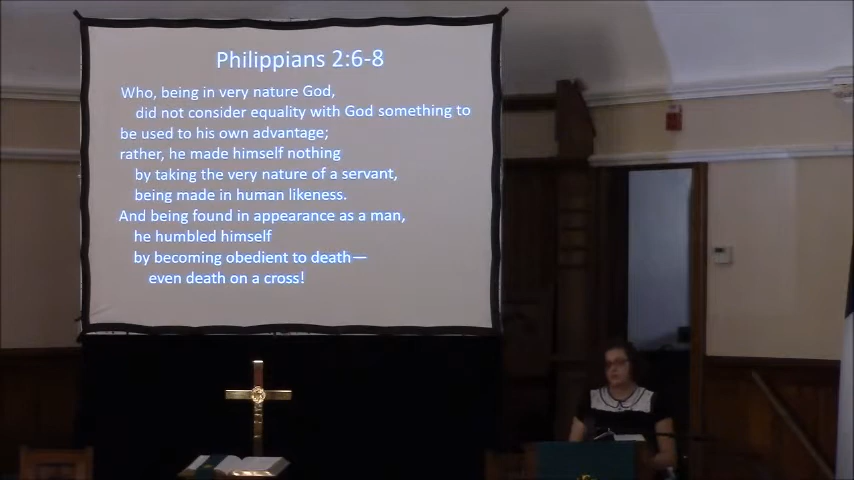 Philippians 2:6-8
Who, being in very nature God,
did not consider equality with God something to
be used to his own advantage;
rather, he made himself nothing
by taking the very nature of a servant,
being made in human likeness.
And being found in appearance as a man,
he humbled himself
by becoming obedient to death—
even death on a cross!